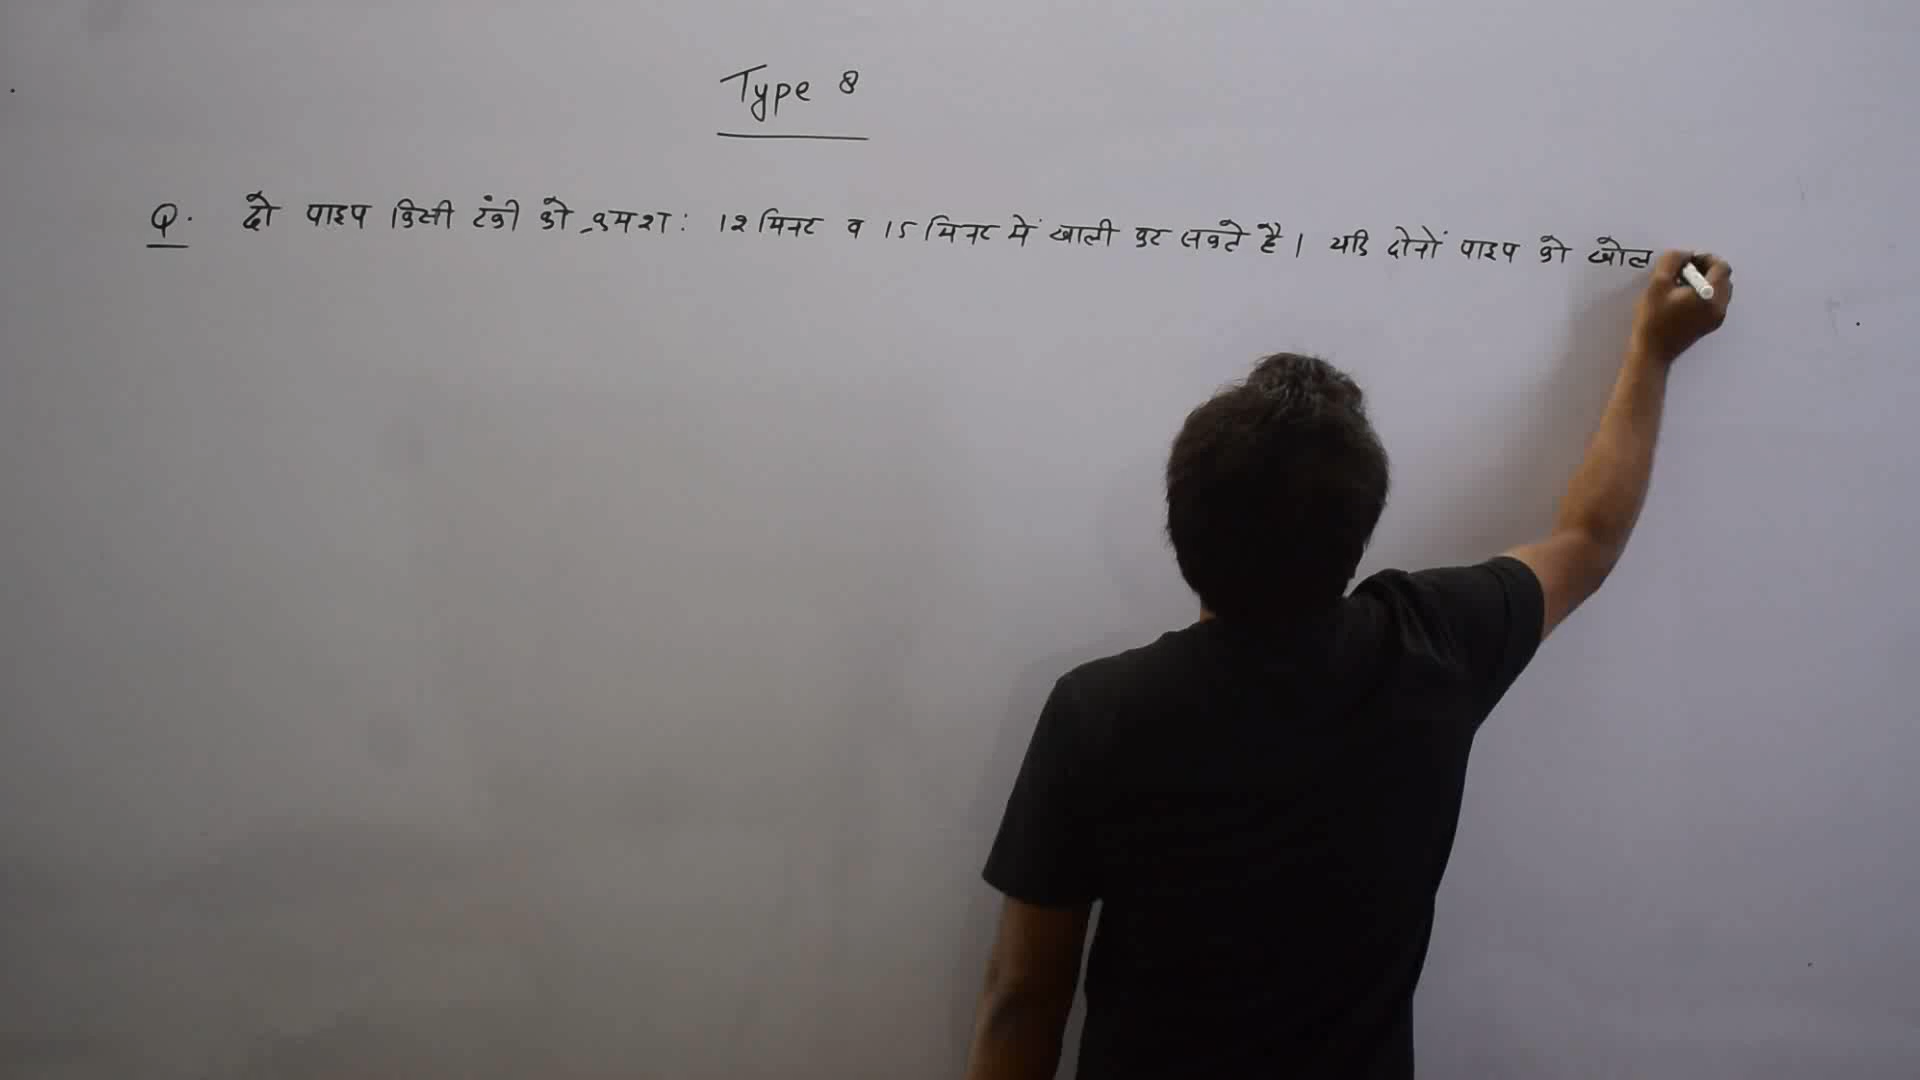 Type 8
Q. दो पाइप किसी टंकी को क्रमश: 12 मिनट व 15 मिनट में खाली कर सकते है। यदि दोनों पाइप को खोल